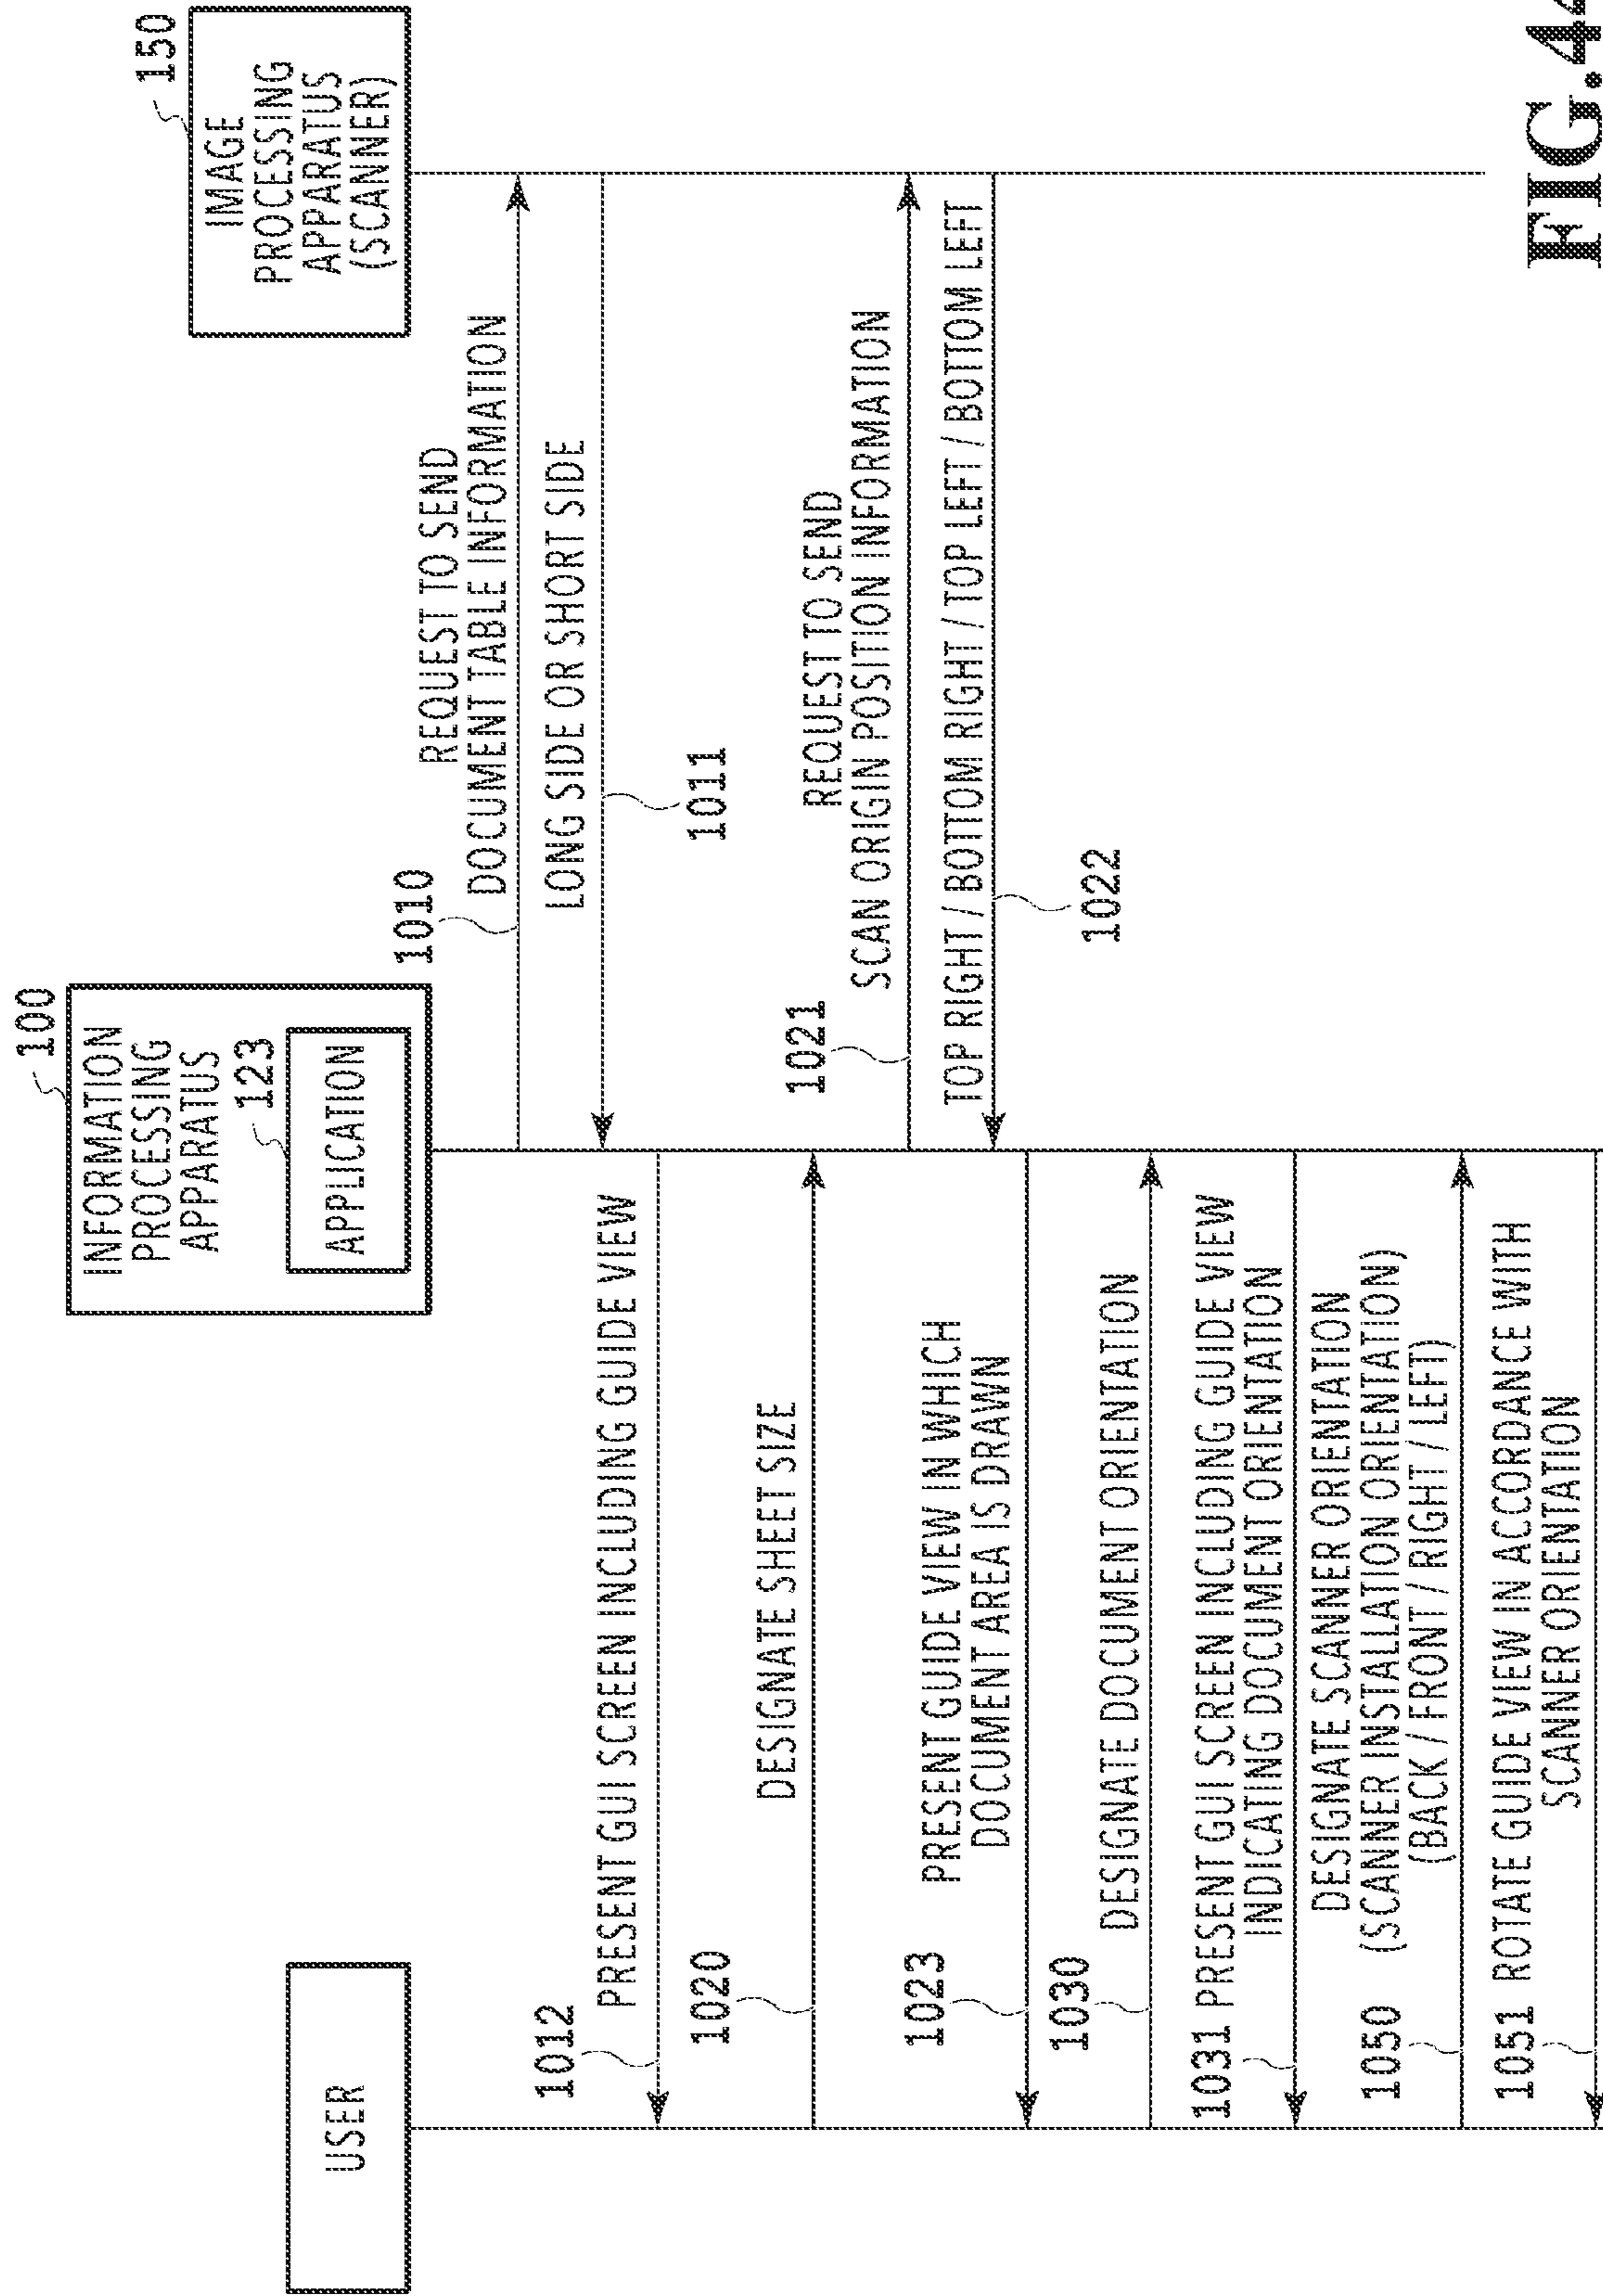 USER
100
INFORMATION
PROCESSING
APPARATUS
123
APPLICATION
150
IMAGE
PROCESSING
APPARATUS
(SCANNER)
1010
REQUEST TO SEND
DOCUMENT TABLE INFORMATION
LONG SIDE OR SHORT SIDE
1011
1012
PRESENT GUI SCREEN INCLUDING GUIDE VIEW
1020
DESIGNATE SHEET SIZE
1021
REQUEST TO SEND
SCAN ORIGIN POSITION INFORMATION
TOP RIGHT / BOTTOM RIGHT / TOP LEFT / BOTTOM LEFT
1022
1023
PRESENT GUIDE VIEW IN WHICH
DOCUMENT AREA IS DRAWN
1030
DESIGNATE DOCUMENT ORIENTATION
1031 PRESENT GUI SCREEN INCLUDING GUIDE VIEW
INDICATING DOCUMENT ORIENTATION
DESIGNATE SCANNER ORIENTATION
1050 (SCANNER INSTALLATION ORIENTATION)
(BACK / FRONT / RIGHT / LEFT)
1051 ROTATE GUIDE VIEW IN ACCORDANCE WITH
SCANNER ORIENTATION